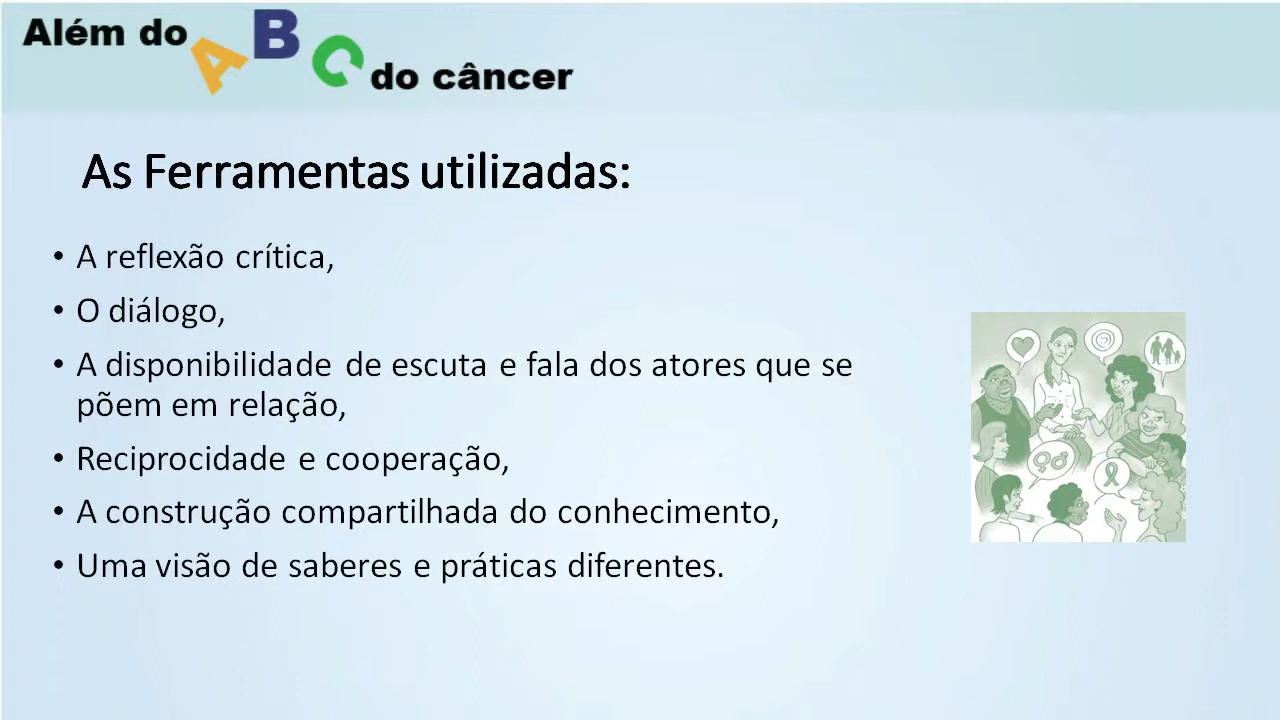 Além do ABC do câncer
As Ferramentas utilizadas:
• A reflexão crítica,
• O diálogo,
• A disponibilidade de escuta e fala dos atores que se
põem em relação,
• Reciprocidade e cooperação,
• A construção compartilhada do conhecimento,
• Uma visão de saberes e práticas diferentes.